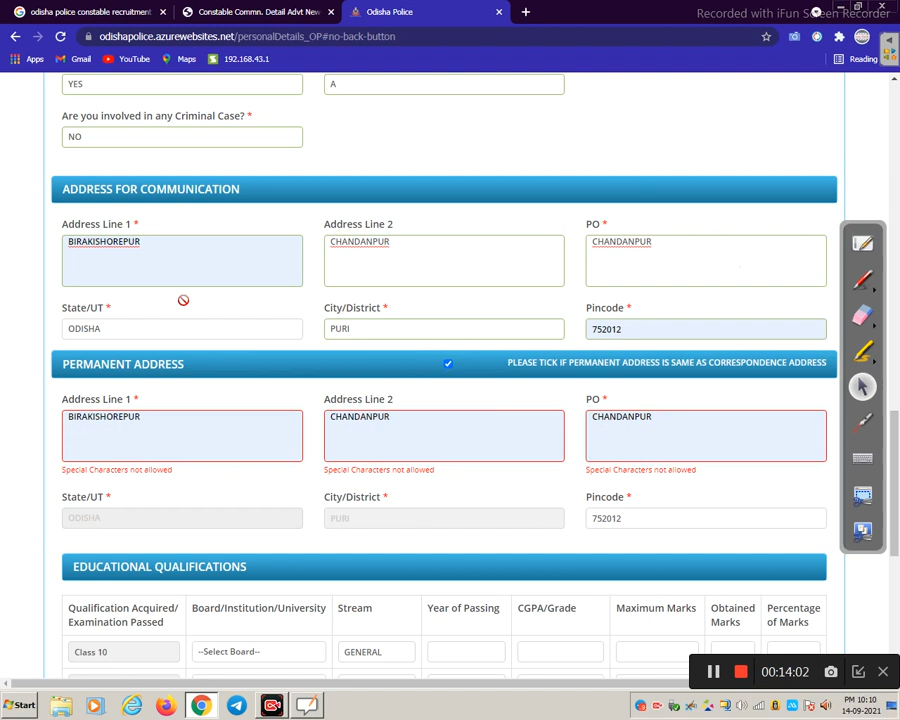 odisha police constable recruitment
Constable Commn. Detail Advt New
Odisha Police
Recorded with iFun Screen Recorder
odishapolice.azurewebsites.net/personalDetails_OP#no-back-button
Apps Gmail YouTube Maps 192.168.43.1 Reading
YES A
Are you involved in any Criminal Case? *
NO
ADDRESS FOR COMMUNICATION
Address Line 1 * Address Line 2 PO *
BIRAKISHOREPUR CHANDANPUR CHANDANPUR
State/UT * City/District * Pincode *
ODISHA PURI 752012
PERMANENT ADDRESS PLEASE TICK IF PERMANENT ADDRESS IS SAME AS CORRESPONDENCE ADDRESS
Address Line 1 * Address Line 2 PO *
BIRAKISHOREPUR CHANDANPUR CHANDANPUR
Special Characters not allowed Special Characters not allowed Special Characters not allowed
State/UT * City/District * Pincode *
ODISHA PURI 752012
EDUCATIONAL QUALIFICATIONS
Qualification Acquired/ Examination Passed Board/Institution/University Stream Year of Passing CGPA/Grade Maximum Marks Obtained Marks Percentage of Marks
Class 10 --Select Board-- GENERAL
00:14:02
Start PM 10:10
14-09-2021